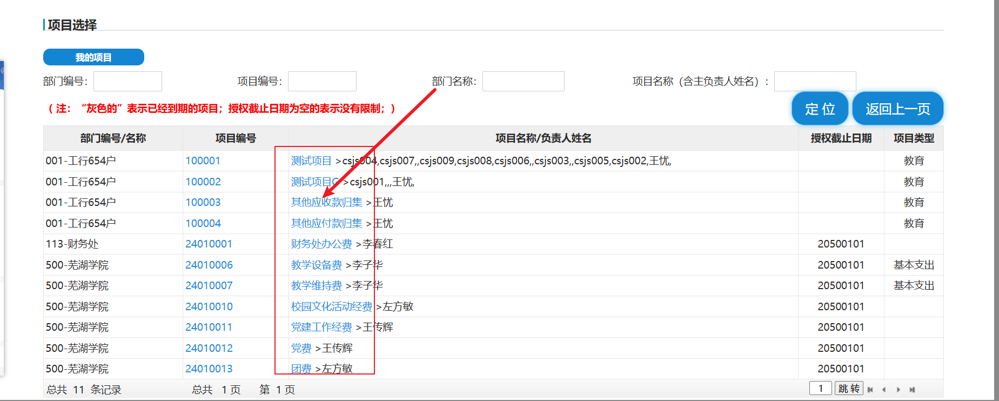 项目选择
我的项目
部门编号： 项目编号： 部门名称： 项目名称（含主负责人姓名）：
（ 注：“灰色的”表示已经到期的项目；授权截止日期为空的表示没有限制；）
定 位 返回上一页
部门编号/名称 项目编号 项目名称/负责人姓名 授权截止日期 项目类型
001-工行654户 100001 测试项目 >csjs004,csjs007,,csjs009,csjs008,csjs006,,csjs003,,csjs005,csjs002,王忧, 教育
001-工行654户 100002 测试项目C >csjs001,,,王忧, 教育
001-工行654户 100003 其他应收款归集 >王忧 教育
001-工行654户 100004 其他应付款归集 >王忧 教育
113-财务处 24010001 财务处办公费 >李春红 20500101
500-芜湖学院 24010006 教学设备费 >李子华 20500101 基本支出
500-芜湖学院 24010007 教学维持费 >李子华 20500101 基本支出
500-芜湖学院 24010010 校园文化活动经费 >左方敏 20500101
500-芜湖学院 24010011 党建工作经费 >王传辉 20500101
500-芜湖学院 24010012 党费 >王传辉 20500101
500-芜湖学院 24010013 团费 >左方敏 20500101
总共 11 条记录 总共 1 页 第 1 页 1 跳 转